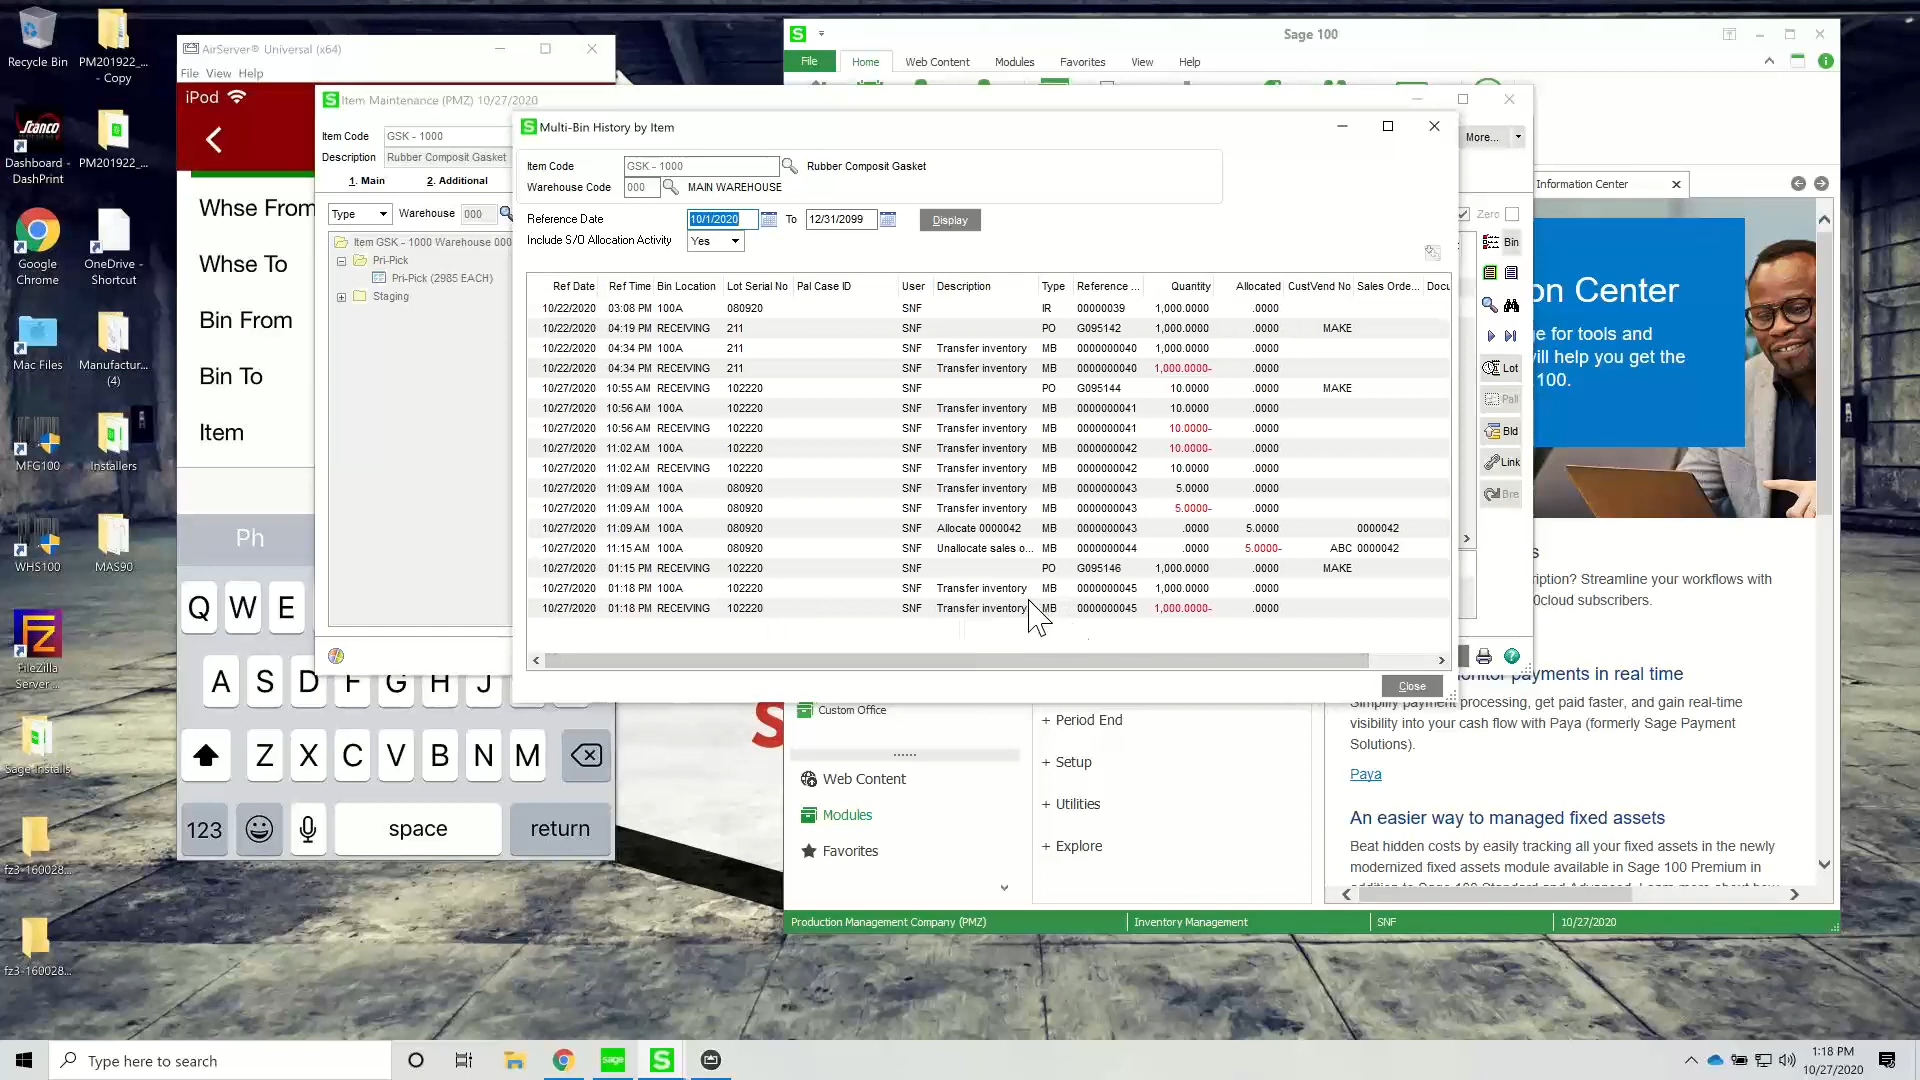 Recycle Bin
PM201922_...
- Copy
Stanco
Dashboard -
DashPrint
PM201922_...
Google
Chrome
OneDrive -
Shortcut
Mac Files
Manufactur...
(4)
MFG100
Installers
WHS100
MAS90
FileZilla
Server ...
Sage Installs
fz3-160028...
fz3-160028...
AirServer® Universal (x64)
File View Help
iPod
Whse From
Whse To
Bin From
Bin To
Item
Ph
Q W E
A S D F G H J
Z X C V B N M
123 space return
Sage 100
File Home Web Content Modules Favorites View Help
Item Maintenance (PMZ) 10/27/2020
Item Code GSK - 1000
Description Rubber Composit Gasket
1. Main 2. Additional
Type Warehouse 000
Item GSK - 1000 Warehouse 000
Pri-Pick
Pri-Pick (2985 EACH)
Staging
More...
Zero
Bin
Lot
Pall
Bld
Link
Bre
Multi-Bin History by Item
Item Code GSK - 1000 Rubber Composit Gasket
Warehouse Code 000 MAIN WAREHOUSE
Reference Date 10/1/2020 To 12/31/2099 Display
Include S/O Allocation Activity Yes
Ref Date Ref Time Bin Location Lot Serial No Pal Case ID User Description Type Reference ... Quantity Allocated CustVend No Sales Orde... Docu
10/22/2020 03:08 PM 100A 080920 SNF IR 00000039 1,000.0000 .0000
10/22/2020 04:19 PM RECEIVING 211 SNF PO G095142 1,000.0000 .0000 MAKE
10/22/2020 04:34 PM 100A 211 SNF Transfer inventory MB 0000000040 1,000.0000 .0000
10/22/2020 04:34 PM RECEIVING 211 SNF Transfer inventory MB 0000000040 1,000.0000- .0000
10/27/2020 10:55 AM RECEIVING 102220 SNF PO G095144 10.0000 .0000 MAKE
10/27/2020 10:56 AM 100A 102220 SNF Transfer inventory MB 0000000041 10.0000 .0000
10/27/2020 10:56 AM RECEIVING 102220 SNF Transfer inventory MB 0000000041 10.0000- .0000
10/27/2020 11:02 AM 100A 102220 SNF Transfer inventory MB 0000000042 10.0000- .0000
10/27/2020 11:02 AM RECEIVING 102220 SNF Transfer inventory MB 0000000042 10.0000 .0000
10/27/2020 11:09 AM 100A 080920 SNF Transfer inventory MB 0000000043 5.0000 .0000
10/27/2020 11:09 AM 100A 080920 SNF Transfer inventory MB 0000000043 5.0000- .0000
10/27/2020 11:09 AM 100A 080920 SNF Allocate 0000042 MB 0000000043 .0000 5.0000 0000042
10/27/2020 11:15 AM 100A 080920 SNF Unallocate sales o... MB 0000000044 .0000 5.0000- ABC 0000042
10/27/2020 01:15 PM RECEIVING 102220 SNF PO G095146 1,000.0000 .0000 MAKE
10/27/2020 01:18 PM 100A 102220 SNF Transfer inventory MB 0000000045 1,000.0000 .0000
10/27/2020 01:18 PM RECEIVING 102220 SNF Transfer inventory MB 0000000045 1,000.0000- .0000
Close
Custom Office
Web Content
Modules
Favorites
+ Period End
+ Setup
+ Utilities
+ Explore
Information Center
on Center
e for tools and
vill help you get the
100.
s
ription? Streamline your workflows with
0cloud subscribers.
onitor payments in real time
Simplify payment processing, get paid faster, and gain real-time
visibility into your cash flow with Paya (formerly Sage Payment
Solutions).
Paya
An easier way to managed fixed assets
Beat hidden costs by easily tracking all your fixed assets in the newly
modernized fixed assets module available in Sage 100 Premium in
Production Management Company (PMZ) Inventory Management SNF 10/27/2020
Type here to search
sage
1:18 PM
10/27/2020